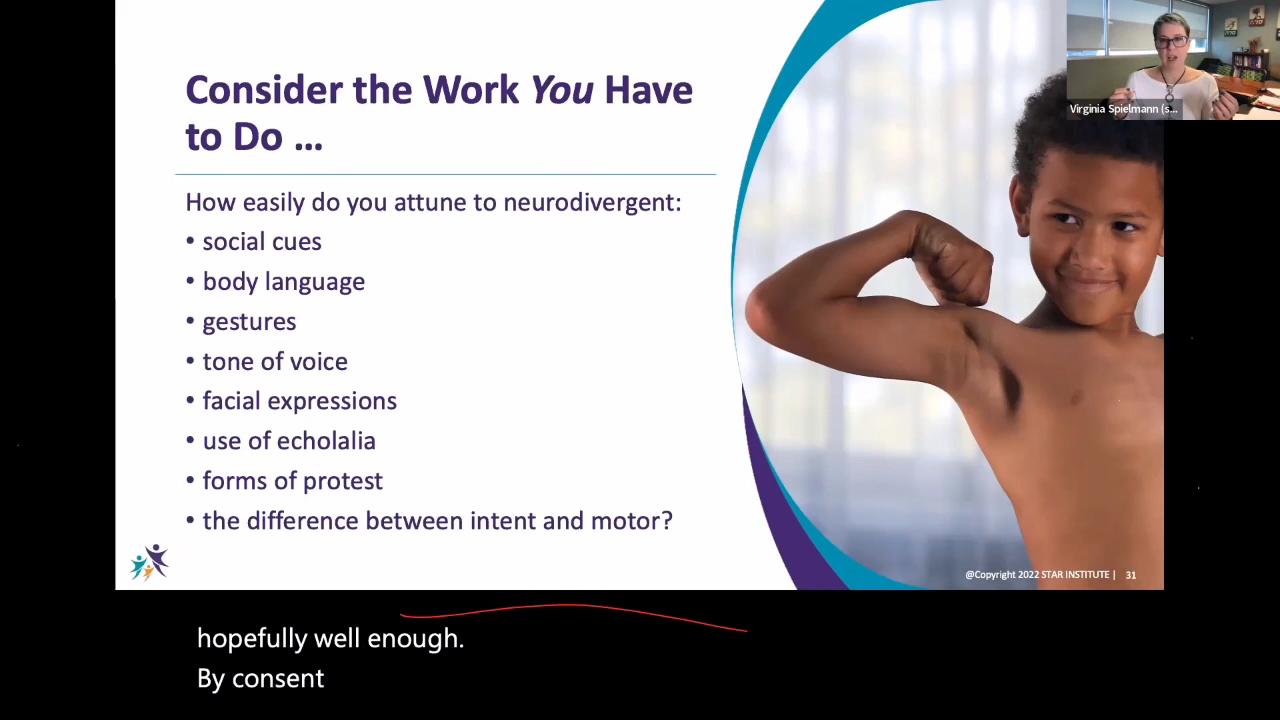 Consider the Work You Have
to Do ...
How easily do you attune to neurodivergent:
• social cues
• body language
• gestures
• tone of voice
• facial expressions
• use of echolalia
• forms of protest
• the difference between intent and motor?
@Copyright 2022 STAR INSTITUTE | 31
Virginia Spielmann (s...
hopefully well enough.
By consent